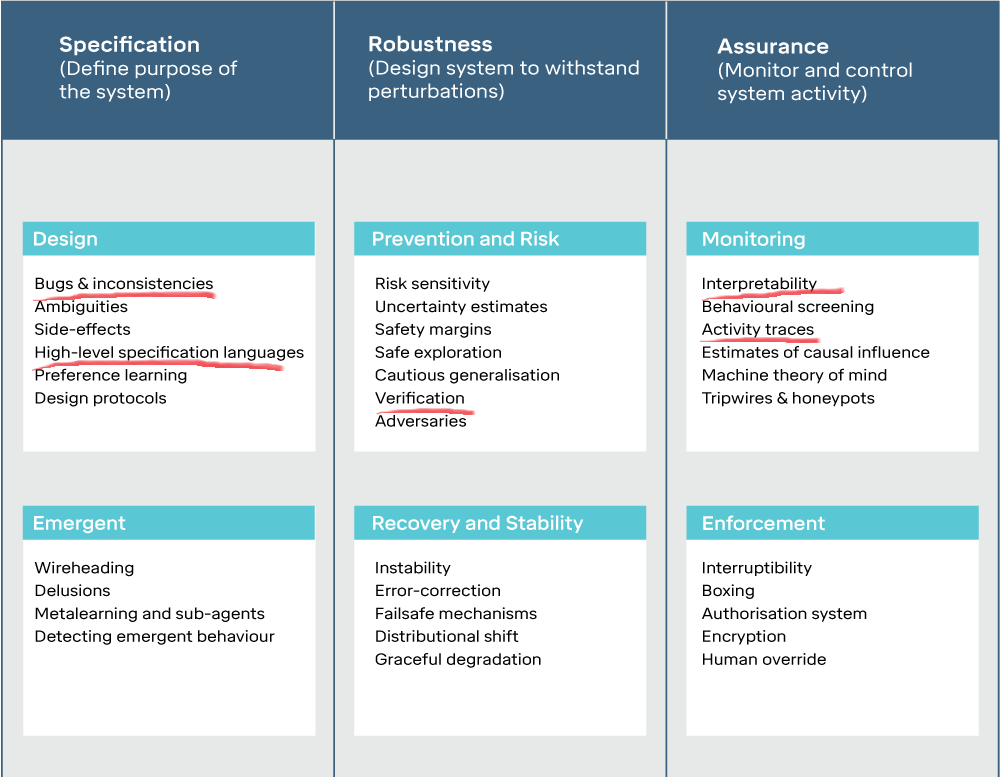 Specification
(Define purpose of
the system)
Robustness
(Design system to withstand
perturbations)
Assurance
(Monitor and control
system activity)
Design
Bugs & inconsistencies
Ambiguities
Side-effects
High-level specification languages
Preference learning
Design protocols
Prevention and Risk
Risk sensitivity
Uncertainty estimates
Safety margins
Safe exploration
Cautious generalisation
Verification
Adversaries
Monitoring
Interpretability
Behavioural screening
Activity traces
Estimates of causal influence
Machine theory of mind
Tripwires & honeypots
Emergent
Wireheading
Delusions
Metalearning and sub-agents
Detecting emergent behaviour
Recovery and Stability
Instability
Error-correction
Failsafe mechanisms
Distributional shift
Graceful degradation
Enforcement
Interruptibility
Boxing
Authorisation system
Encryption
Human override